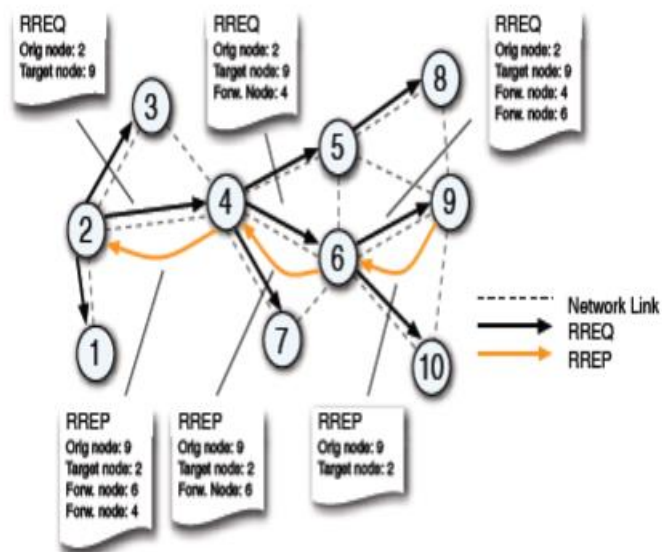 RREQ
Orig node: 2
Target node: 9
RREQ
Orig node: 2
Target node: 9
Forw. Node: 4
RREQ
Orig node: 2
Target node: 9
Forw. node: 4
Forw. node: 6
8
3
5
4
9
2
6
1
7
10
Network Link
RREQ
RREP
RREP
Orig node: 9
Target node: 2
Forw. node: 6
Forw. node: 4
RREP
Orig node: 9
Target node: 2
Forw. Node: 6
RREP
Orig node: 9
Target node: 2